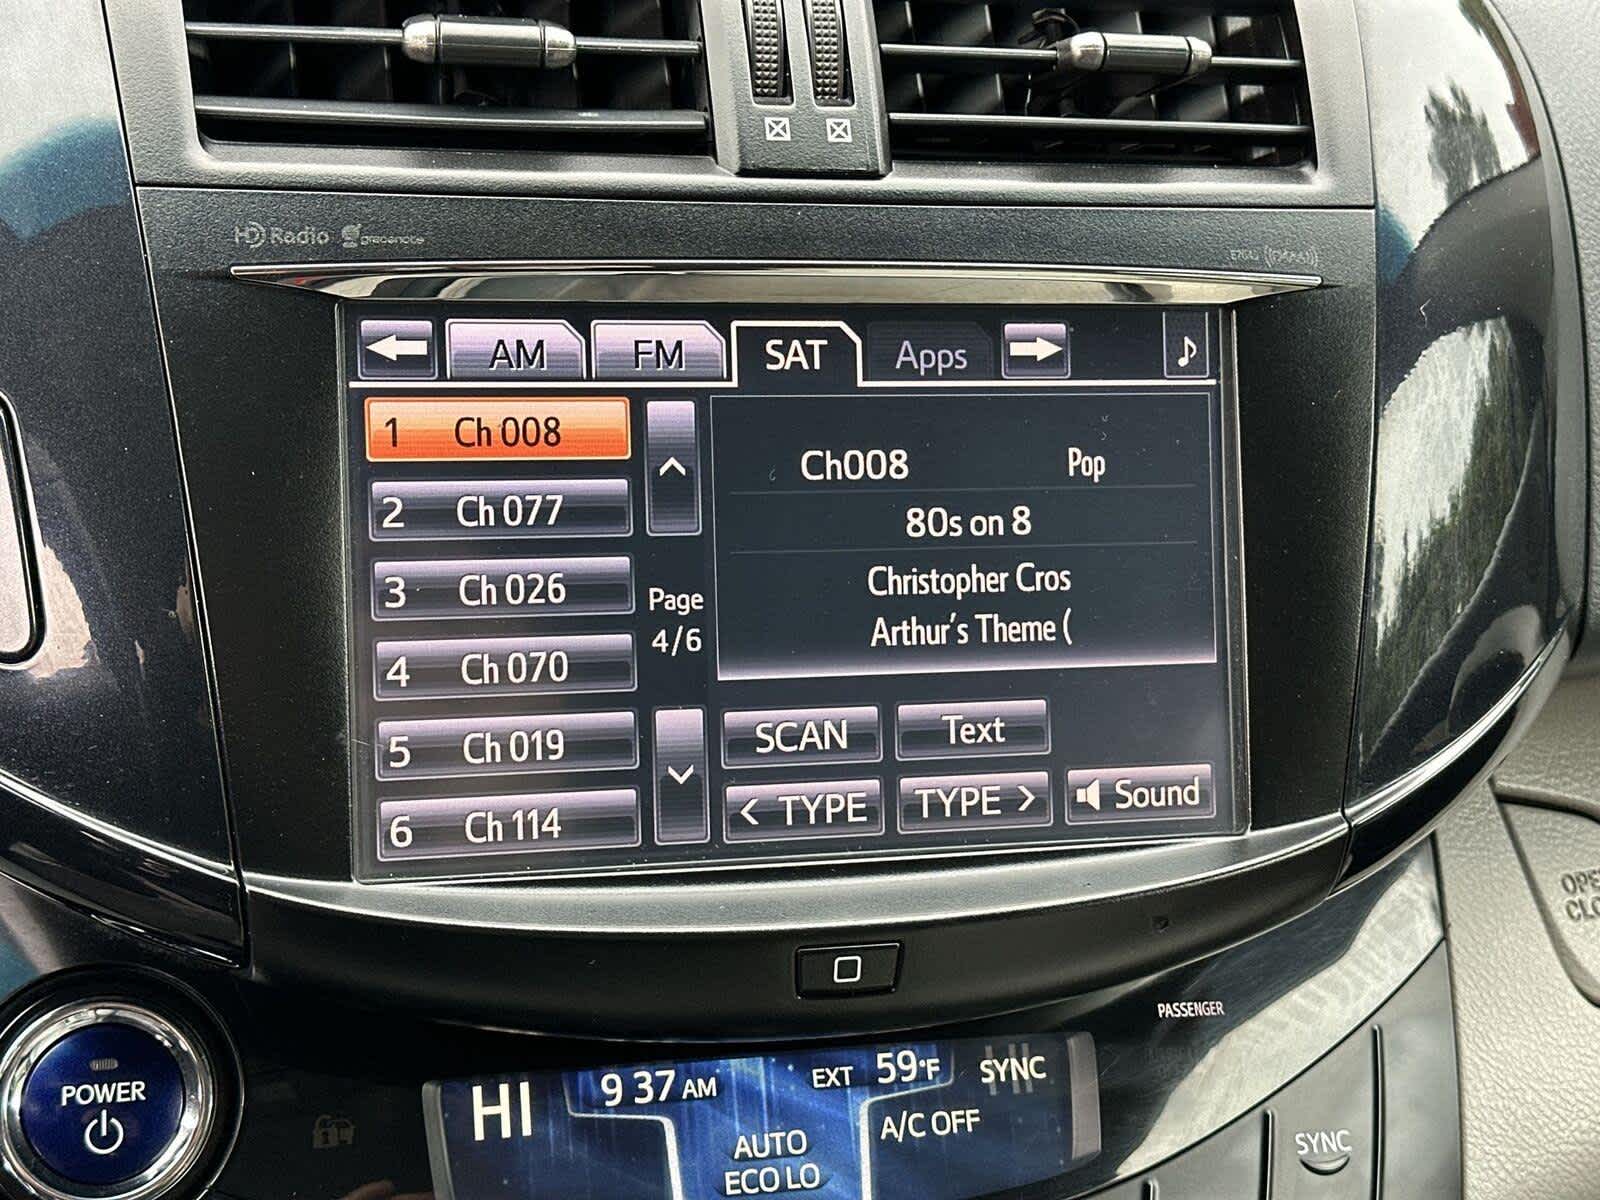 HD Radio gracenote
AM FM SAT Apps
1 Ch 008
2 Ch 077
3 Ch 026
4 Ch 070
5 Ch 019
6 Ch 114
Page
4/6
Ch008 Pop
80s on 8
Christopher Cros
Arthur's Theme (
SCAN Text
< TYPE TYPE > Sound
PASSENGER
POWER
HI 9 37 AM EXT 59°F SYNC
HI
A/C OFF
AUTO
ECO LO
SYNC